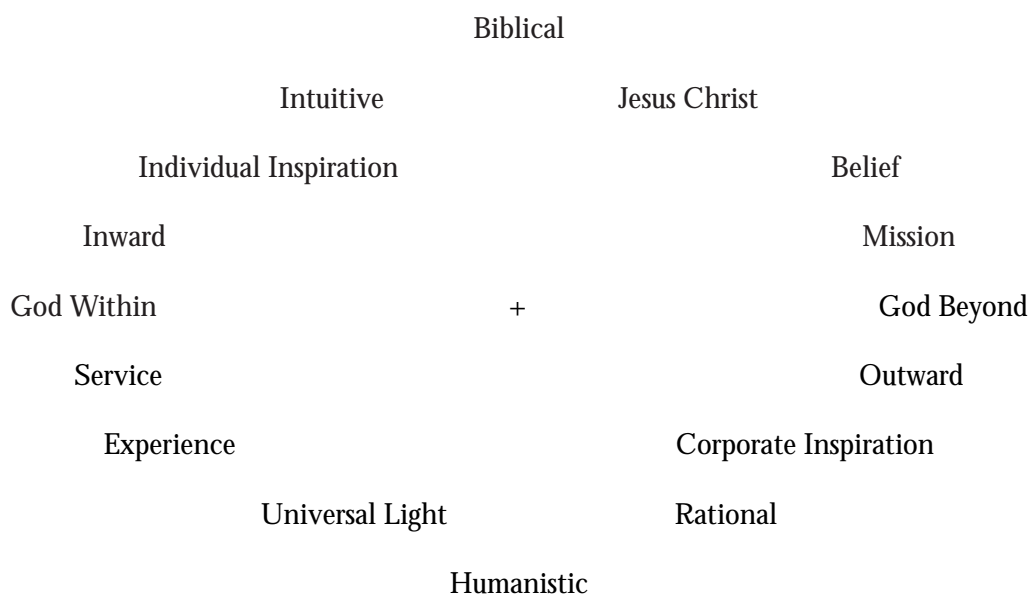 Biblical
Intuitive Jesus Christ
Individual Inspiration Belief
Inward Mission
God Within + God Beyond
Service Outward
Experience Corporate Inspiration
Universal Light Rational
Humanistic